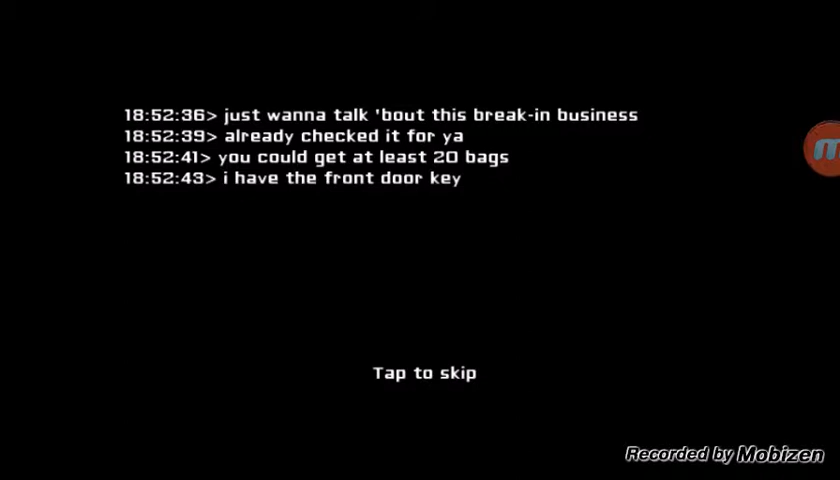 18:52:36> just wanna talk 'bout this break-in business
18:52:39> already checked it for ya
18:52:41> you could get at least 20 bags
18:52:43> i have the front door key
Tap to skip
Recorded by Mobizen